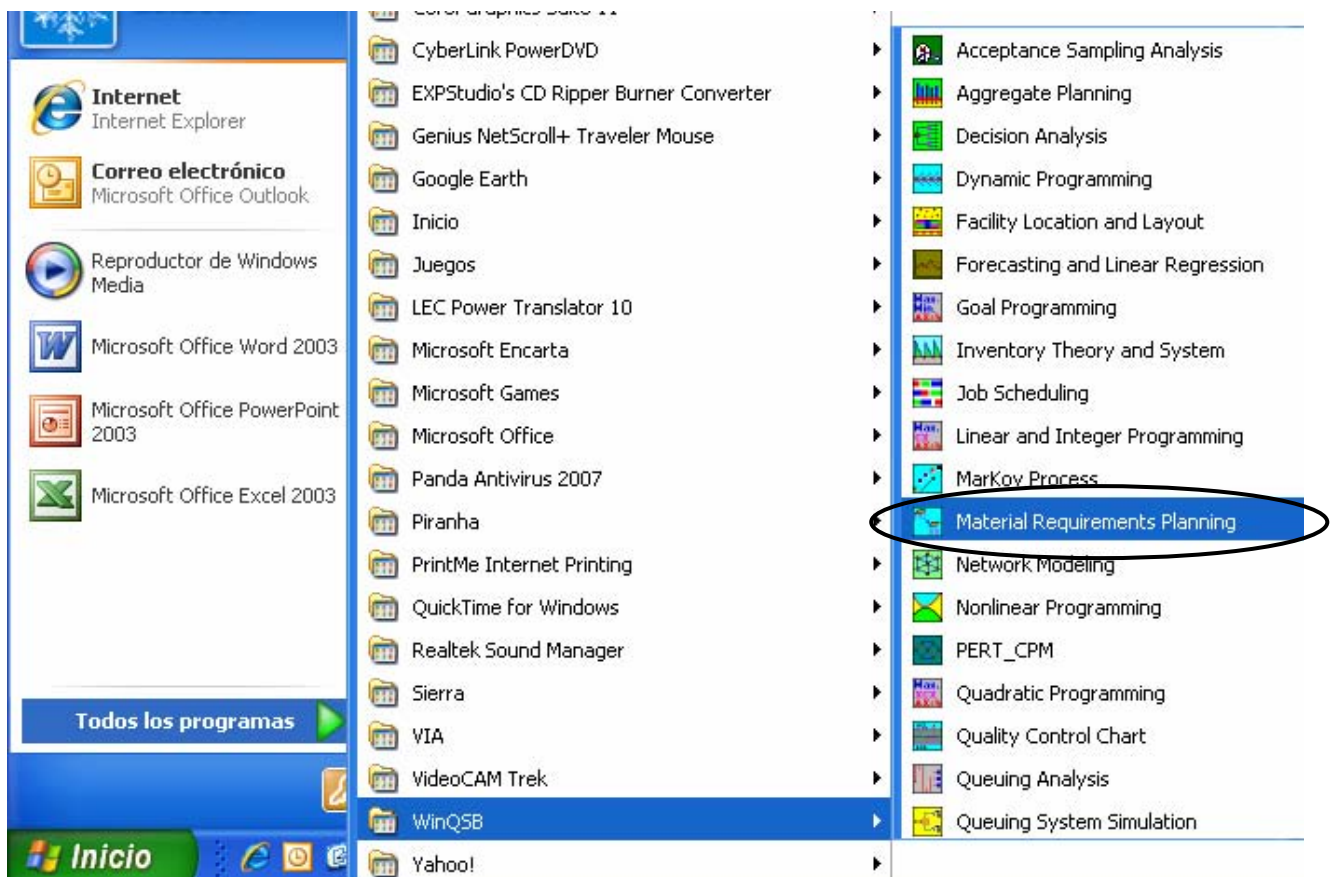 Internet
Internet Explorer
Correo electrónico
Microsoft Office Outlook
Reproductor de Windows
Media
Microsoft Office Word 2003
Microsoft Office PowerPoint
2003
Microsoft Office Excel 2003
Todos los programas
Inicio
CyberLink PowerDVD
EXPStudio's CD Ripper Burner Converter
Genius NetScroll+ Traveler Mouse
Google Earth
Inicio
Juegos
LEC Power Translator 10
Microsoft Encarta
Microsoft Games
Microsoft Office
Panda Antivirus 2007
Piranha
PrintMe Internet Printing
QuickTime for Windows
Realtek Sound Manager
Sierra
VIA
VideoCAM Trek
WinQSB
Yahoo!
Acceptance Sampling Analysis
Aggregate Planning
Decision Analysis
Dynamic Programming
Facility Location and Layout
Forecasting and Linear Regression
Goal Programming
Inventory Theory and System
Job Scheduling
Linear and Integer Programming
MarKov Process
Material Requirements Planning
Network Modeling
Nonlinear Programming
PERT_CPM
Quadratic Programming
Quality Control Chart
Queuing Analysis
Queuing System Simulation